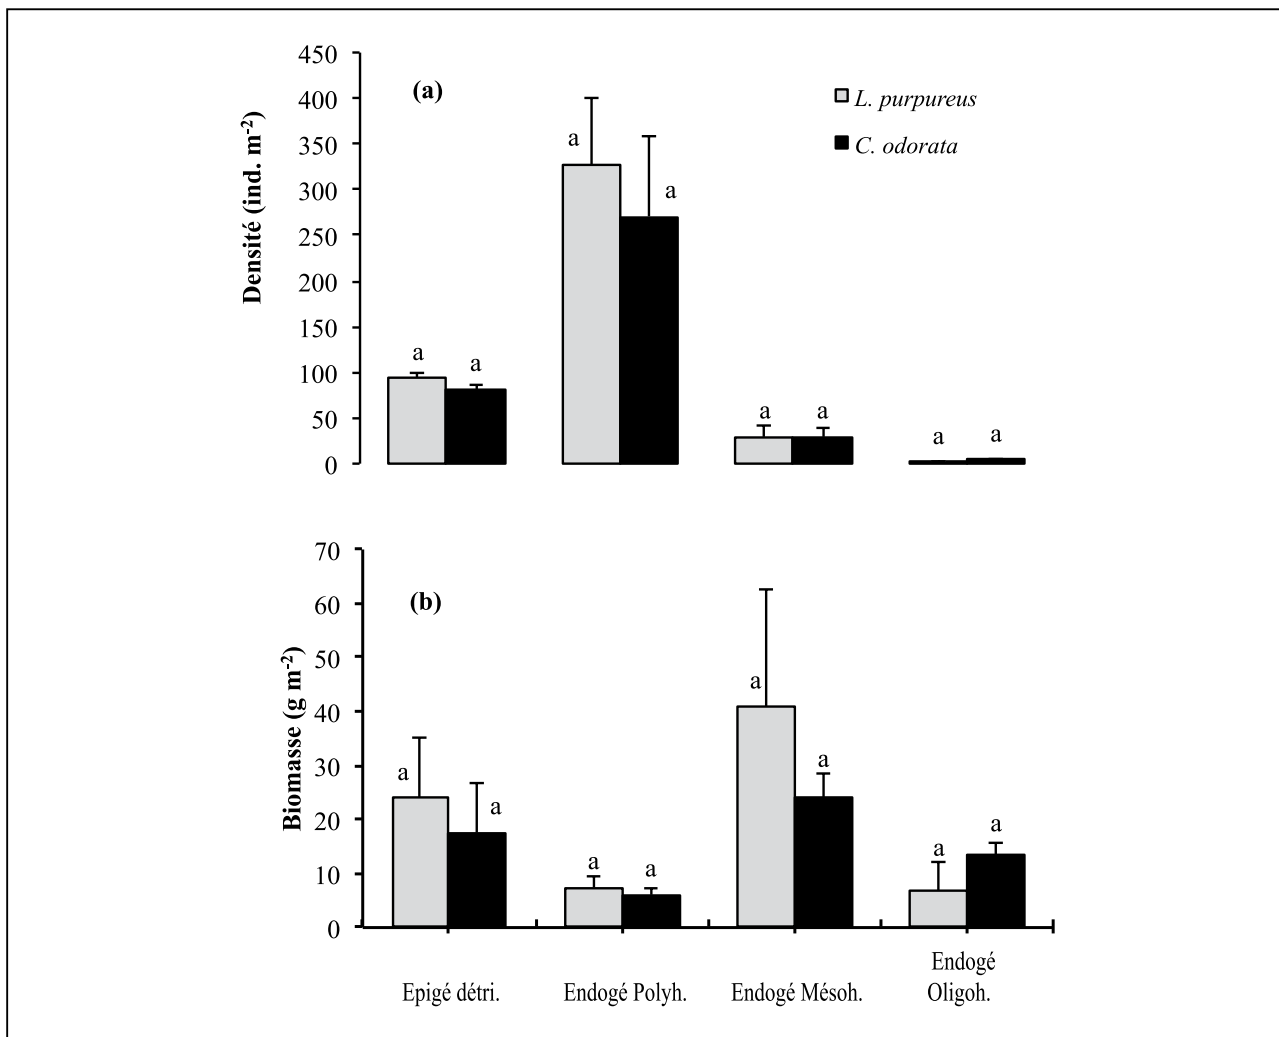 450
400
350
300
250
200
150
100
50
0
Densité (ind. m-2)
(a)
L. purpureus
C. odorata
a
a
a
a
a
a
a
a
70
60
50
40
30
20
10
0
Biomasse (g m-2)
(b)
a
a
a
a
a
a
a
a
Epigé détri.
Endogé Polyh.
Endogé Mésoh.
Endogé
Oligoh.